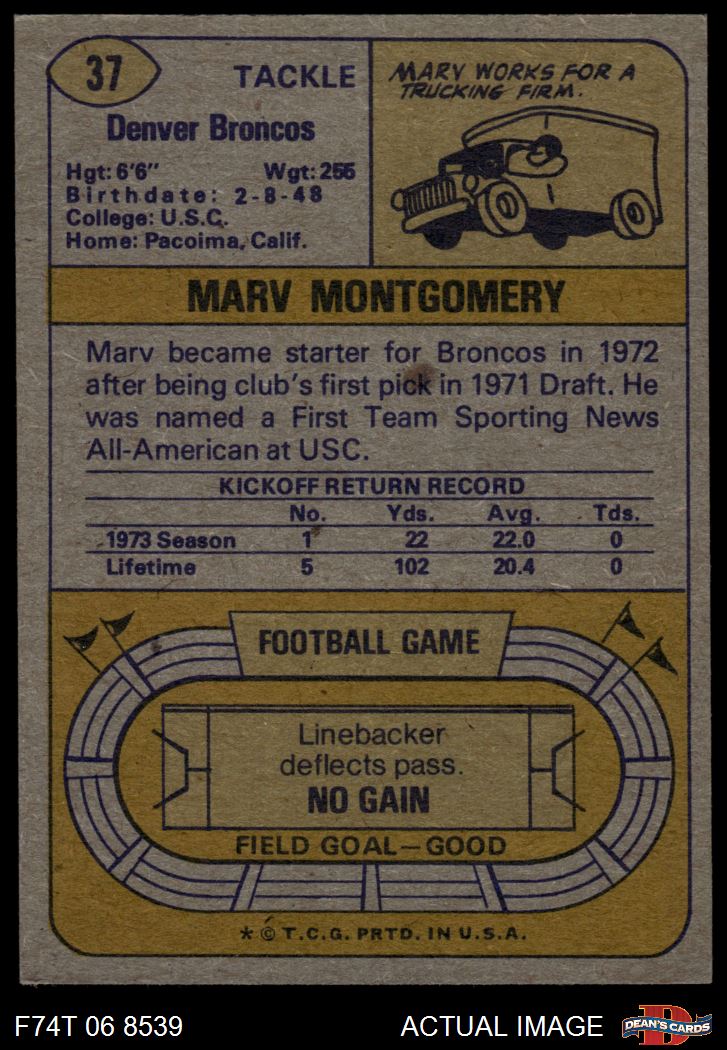 37
TACKLE
Denver Broncos
Hgt: 6'6" Wgt: 255
Birthdate: 2-8-48
College: U.S.C.
Home: Pacoima, Calif.
MARV WORKS FOR A
TRUCKING FIRM.
MARV MONTGOMERY
Marv became starter for Broncos in 1972
after being club's first pick in 1971 Draft. He
was named a First Team Sporting News
All-American at USC.
KICKOFF RETURN RECORD
No. Yds. Avg. Tds.
1973 Season 1 22 22.0 0
Lifetime 5 102 20.4 0
FOOTBALL GAME
Linebacker
deflects pass.
NO GAIN
FIELD GOAL—GOOD
* © T.C.G. PRTD. IN U.S.A.
F74T 06 8539 ACTUAL IMAGE
D
DEAN'S CARDS